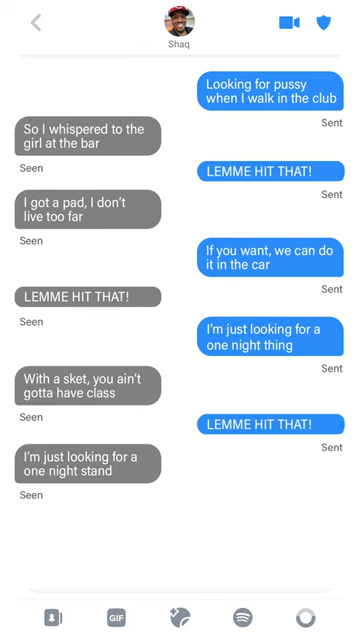 Shaq
Looking for pussy
when I walk in the club
Sent
So I whispered to the
girl at the bar
Seen
LEMME HIT THAT!
Sent
I got a pad, I don't
live too far
Seen
If you want, we can do
it in the car
Sent
LEMME HIT THAT!
Seen
I'm just looking for a
one night thing
Sent
With a sket, you ain't
gotta have class
Seen
LEMME HIT THAT!
Sent
I'm just looking for a
one night stand
Seen
GIF